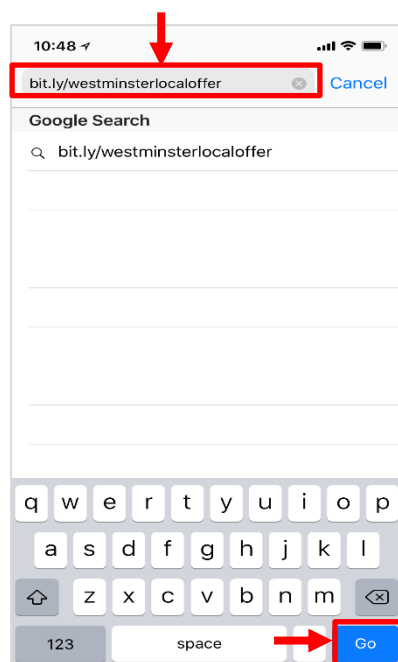 10:48
bit.ly/westminsterlocaloffer Cancel
Google Search
bit.ly/westminsterlocaloffer
q w e r t y u i o p
a s d f g h j k l
z x c v b n m
123 space Go